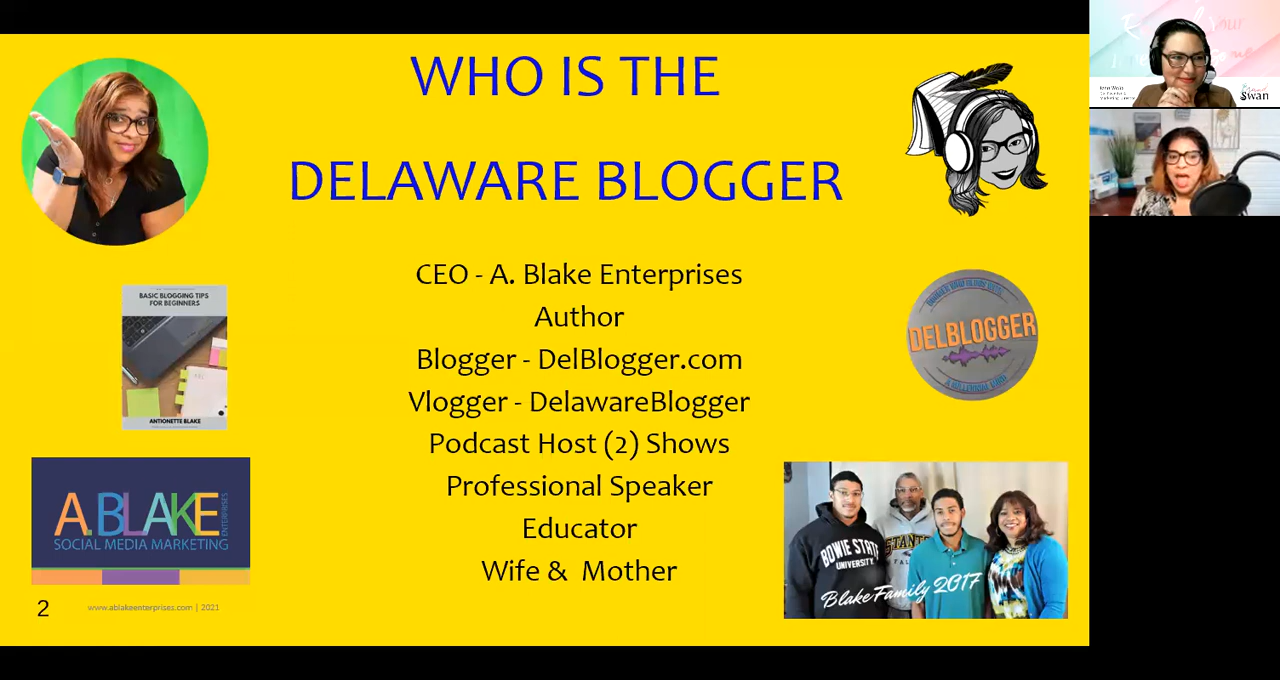 WHO IS THE
DELAWARE BLOGGER
CEO - A. Blake Enterprises
Author
Blogger - DelBlogger.com
Vlogger - DelawareBlogger
Podcast Host (2) Shows
Professional Speaker
Educator
Wife & Mother
BASIC BLOGGING TIPS
FOR BEGINNERS
ANTIONETTE BLAKE
A. BLAKE
ENTERPRISES
SOCIAL MEDIA MARKETING
2
www.ablakeenterprises.com | 2021
DELBLOGGER
BOWIE STATE
UNIVERSITY
Blake Family 2017
Swan